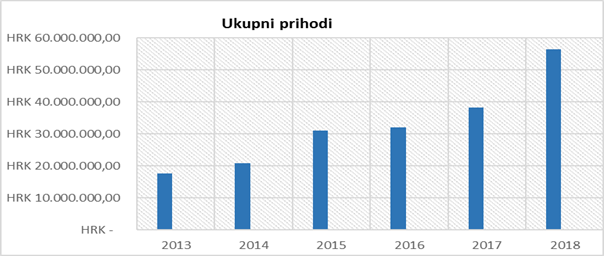 Ukupni prihodi
HRK 60.000.000,00
HRK 50.000.000,00
HRK 40.000.000,00
HRK 30.000.000,00
HRK 20.000.000,00
HRK 10.000.000,00
HRK -
2013 2014 2015 2016 2017 2018